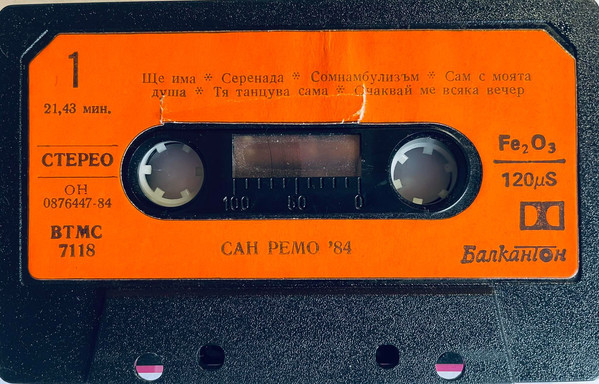 1
21,43 мин.
Ще има * Серенада * Сомнамбулизъм * Сам с моята
душа * Тя танцува сама * Очаквай ме всяка вечер
СТЕРЕО
ОН
0876447-84
ВТМС
7118
100 50 0
Fe₂O₃
120µS
САН РЕМО '84
Балкантон